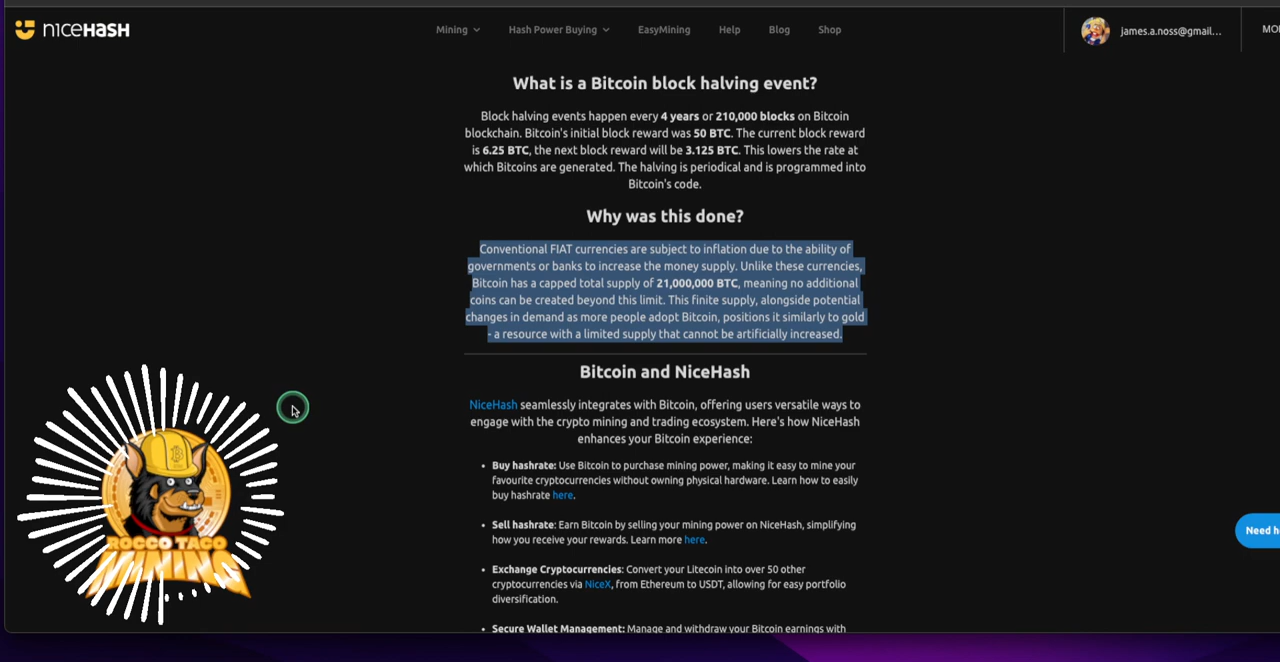 nICEHASH
Mining
Hash Power Buying
EasyMining
Help
Blog
Shop
james.a.noss@gmail...
What is a Bitcoin block halving event?
Block halving events happen every 4 years or 210,000 blocks on Bitcoin
blockchain. Bitcoin's initial block reward was 50 BTC. The current block reward
is 6.25 BTC, the next block reward will be 3.125 BTC. This lowers the rate at
which Bitcoins are generated. The halving is periodical and is programmed into
Bitcoin's code.
Why was this done?
Conventional FIAT currencies are subject to inflation due to the ability of
governments or banks to increase the money supply. Unlike these currencies,
Bitcoin has a capped total supply of 21,000,000 BTC, meaning no additional
coins can be created beyond this limit. This finite supply, alongside potential
changes in demand as more people adopt Bitcoin, positions it similarly to gold
- a resource with a limited supply that cannot be artificially increased.
Bitcoin and NiceHash
NiceHash seamlessly integrates with Bitcoin, offering users versatile ways to
engage with the crypto mining and trading ecosystem. Here's how NiceHash
enhances your Bitcoin experience:
• Buy hashrate: Use Bitcoin to purchase mining power, making it easy to mine your
favourite cryptocurrencies without owning physical hardware. Learn how to easily
buy hashrate here.
• Sell hashrate: Earn Bitcoin by selling your mining power on NiceHash, simplifying
how you receive your rewards. Learn more here.
• Exchange Cryptocurrencies: Convert your Litecoin into over 50 other
cryptocurrencies via NiceX, from Ethereum to USDT, allowing for easy portfolio
diversification.
• Secure Wallet Management: Manage and withdraw your Bitcoin earnings with
Need
ROCCO TACO
MINING